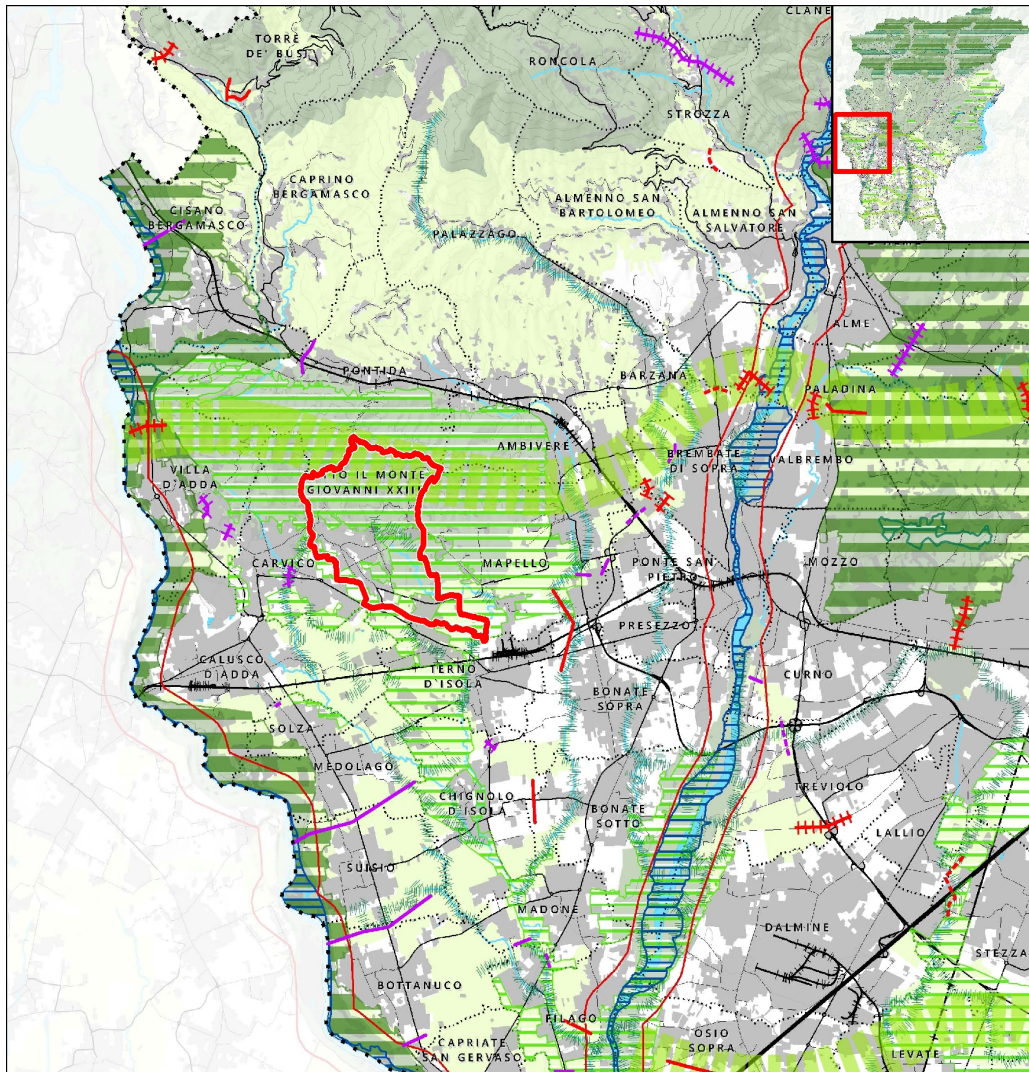 CLANE
TORRE
DE' BUSI
RONCOLA
STROZZA
CAPRINO
BERGAMASCO
ALMENNO SAN
BARTOLOMEO
ALMENNO SAN
SALVATORE
CISANO
BERGAMASCO
PALAZZAGO
ALME
PONTIDA
BARZANA
PALADINA
AMBIVERE
BREMBATE
DI SOPRA
VALBREMBO
VILLA
D'ADDA
IL MONTE
GIOVANNI XXIII
CARVICO
MAPELLO
PONTE SAN
PIETRO
MOZZO
PRESEZZO
CALUSCO
D'ADDA
TERNO
D'ISOLA
BONATE
SOPRA
CURNO
SOLZA
MEDOLAGO
CHIGNOLO
D'ISOLA
BONATE
SOTTO
TREVIOLO
LALLIO
SUISIO
MADONE
DALMINE
STEZZA
BOTTANUCO
FILAGO
OSIO
SOPRA
CAPRIATE
SAN GERVASO
LEVATE